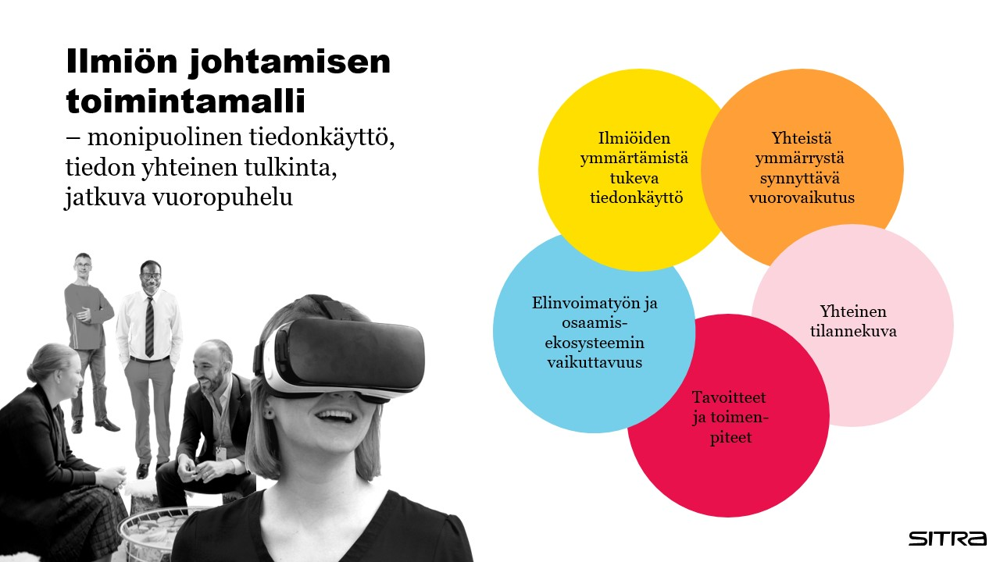 Ilmiön johtamisen
toimintamalli
– monipuolinen tiedonkäyttö,
tiedon yhteinen tulkinta,
jatkuva vuoropuhelu
Ilmiöiden
ymmärtämistä
tukeva
tiedonkäyttö
Yhteistä
ymmärrystä
synnyttävä
vuorovaikutus
Elinvoimatyön ja
osaamis-
ekosysteemin
vaikuttavuus
Yhteinen
tilannekuva
Tavoitteet
ja toimen-
piteet
SITRA